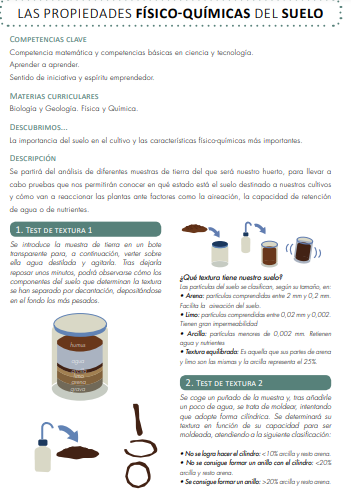 LAS PROPIEDADES FÍSICO-QUÍMICAS DEL SUELO
COMPETENCIAS CLAVE
Competencia matemática y competencias básicas en ciencia y tecnología.
Aprender a aprender.
Sentido de iniciativa y espíritu emprendedor.
MATERIAS CURRICULARES
Biología y Geología. Física y Química.
DESCUBRIMOS...
La importancia del suelo en el cultivo y las características físico-químicas más importantes.
DESCRIPCIÓN
Se partirá del análisis de diferentes muestras de tierra del que será nuestro huerto, para llevar a
cabo pruebas que nos permitirán conocer en qué estado está el suelo destinado a nuestros cultivos
y cómo van a reaccionar las plantas ante factores como la aireación, la capacidad de retención
de agua o de nutrientes.
1. TEST DE TEXTURA 1
Se introduce la muestra de tierra en un bote
transparente para, a continuación, verter sobre
ella agua destilada y agitarla. Tras dejarla
reposar unos minutos, podrá observarse cómo los
componentes del suelo que determinan la textura
se han separado por decantación, depositándose
en el fondo los más pesados.
humus
agua
arcilla
limo
arena
grava
¿Qué textura tiene nuestro suelo?
Las partículas del suelo se clasifican, según su tamaño, en:
• Arena: partículas comprendidas entre 2 mm y 0,2 mm.
Facilita la aireación del suelo.
• Limo: partículas comprendidas entre 0,02 mm y 0,002.
Tienen gran impermeabilidad
• Arcilla: partículas menores de 0,002 mm. Retienen
agua y nutrientes
• Textura equilibrada: Es aquella que sus partes de arena
y limo son las mismas y la arcilla representa el 25%.
2. TEST DE TEXTURA 2
Se coge un puñado de la muestra y, tras añadirle
un poco de agua, se trata de moldear, intentando
que adopte forma cilíndrica. Se determinará su
textura en función de su capacidad para ser
moldeada, atendiendo a la siguiente clasificación:
• No se logra hacer el cilindro: <10% arcilla y resto arena.
• No se consigue formar un anillo con el cilindro: <20%
arcilla y resto arena.
• Se consigue formar un anillo: >20% arcilla y resto arena.